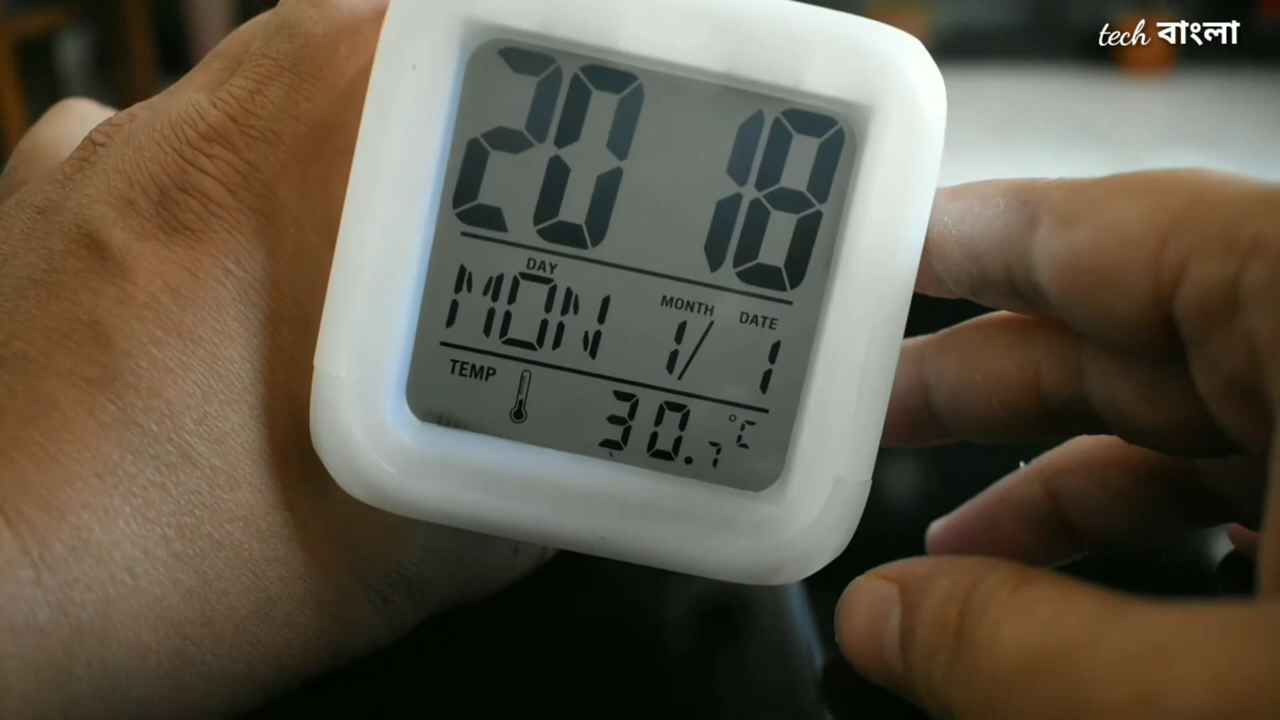 tech বাংলা
20 18
DAY
MONTH DATE
MON 1/ 1
TEMP 30.7 °C